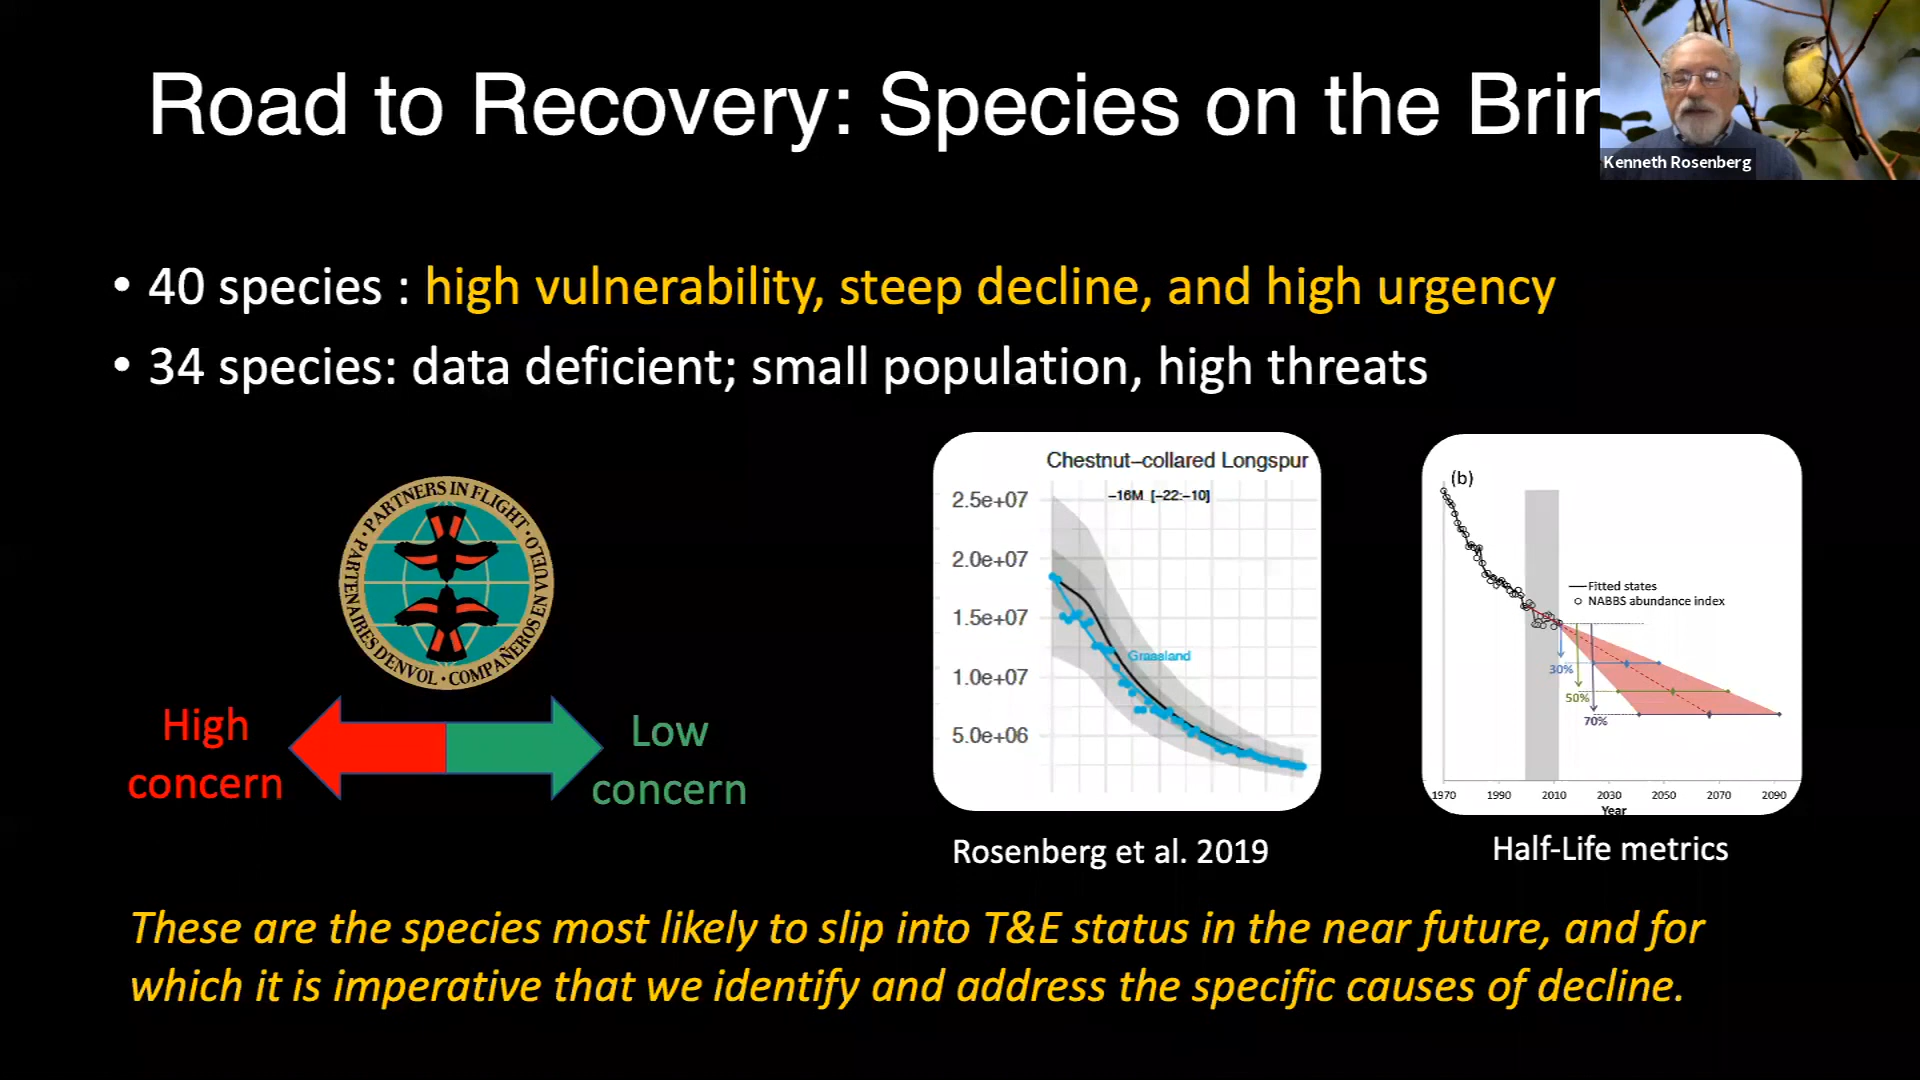 Road to Recovery: Species on the Brin
Kenneth Rosenberg
• 40 species : high vulnerability, steep decline, and high urgency
• 34 species: data deficient; small population, high threats
· PARTNERS IN FLIGHT ·
COMPAÑEROS EN VUELO ·
PARTENAIRES D'ENVOL ·
High
concern
Low
concern
Chestnut–collared Longspur
–16M [–22:–10]
2.5e+07
2.0e+07
1.5e+07
1.0e+07
5.0e+06
Grassland
Rosenberg et al. 2019
(b)
Fitted states
NABBS abundance index
30%
50%
70%
1970 1990 2010 2030 2050 2070 2090
Year
Half-Life metrics
These are the species most likely to slip into T&E status in the near future, and for
which it is imperative that we identify and address the specific causes of decline.